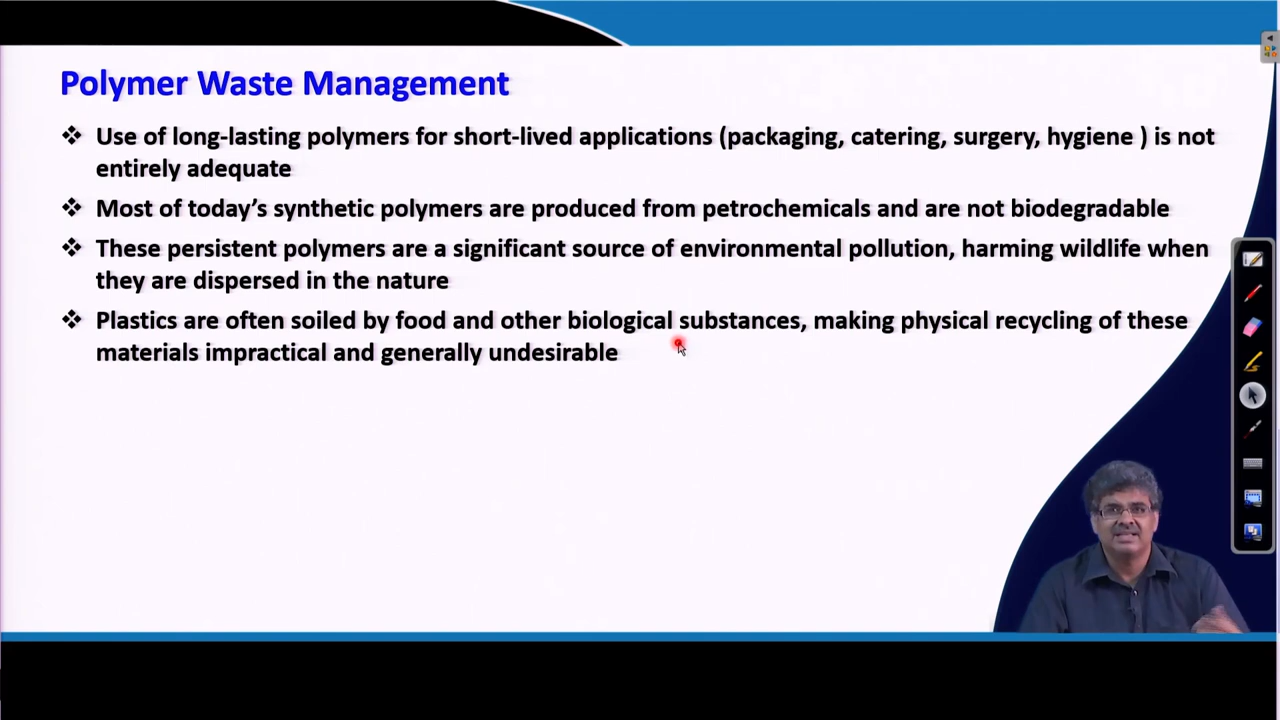 Polymer Waste Management
❖ Use of long-lasting polymers for short-lived applications (packaging, catering, surgery, hygiene ) is not
entirely adequate
❖ Most of today’s synthetic polymers are produced from petrochemicals and are not biodegradable
❖ These persistent polymers are a significant source of environmental pollution, harming wildlife when
they are dispersed in the nature
❖ Plastics are often soiled by food and other biological substances, making physical recycling of these
materials impractical and generally undesirable